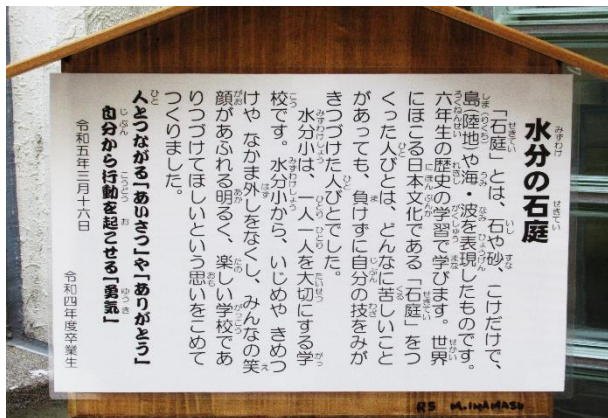 水分の石庭
「石庭」とは、石や砂、こけだけで、
島（陸地）や海・波を表現したものです。
六年生の歴史の学習で学びます。世界
にほこる日本文化である「石庭」をつ
くった人びとは、どんなに苦しいこと
があっても、負けずに自分の技をみが
きつづけた人びとでした。
水分小は、一人一人を大切にする学
校です。水分小から、いじめや きめつ
けや なかま外しをなくし、みんなの笑
顔があふれる明るく、楽しい学校であ
りつづけてほしいという思いをこめて
つくりました。
人とつながる「あいさつ」や「ありがとう」
自分から行動を起こせる「勇気」
令和五年三月十六日
令和四年度卒業生
R5 M.INAMASU